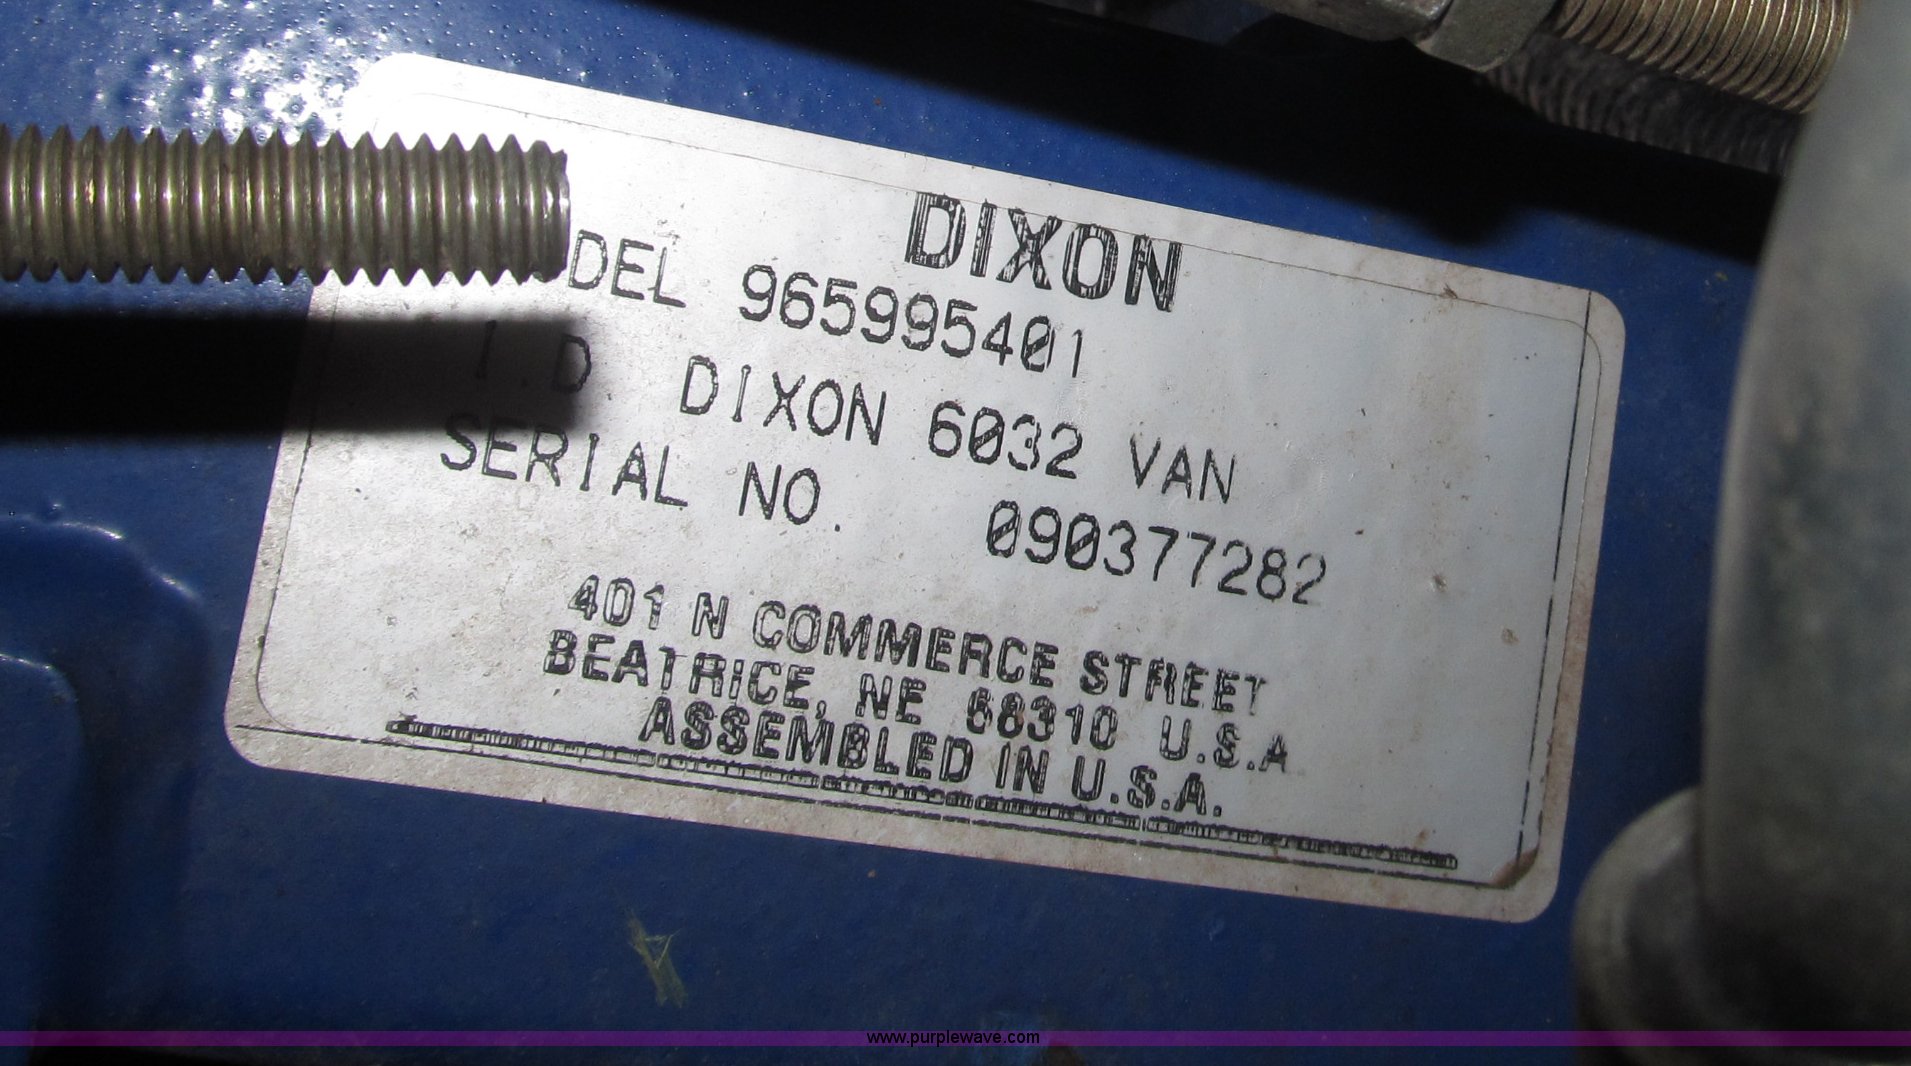 DIXON
DEL 965995401
I.D DIXON 6032 VAN
SERIAL NO. 090377282
401 N COMMERCE STREET
BEATRICE, NE 68310 U.S.A
ASSEMBLED IN U.S.A.
www.purplewave.com